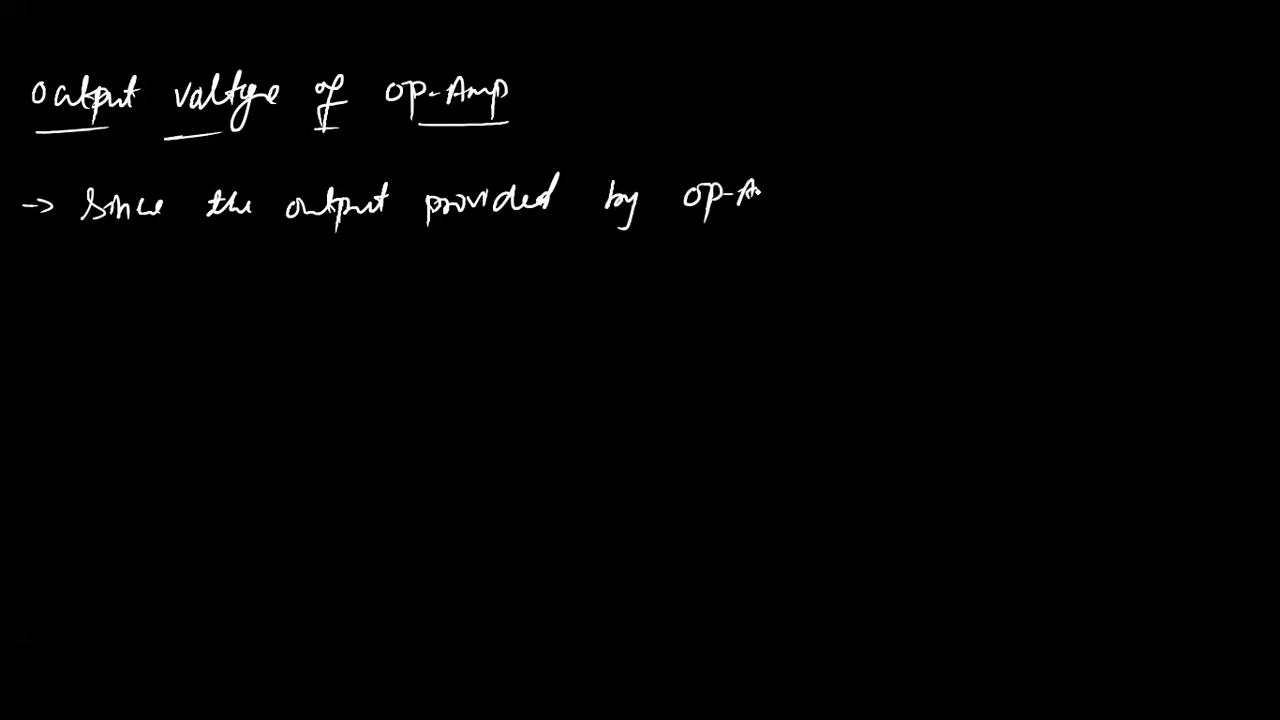 output voltage of OP-Amp
→ Since the output provided by OP-A